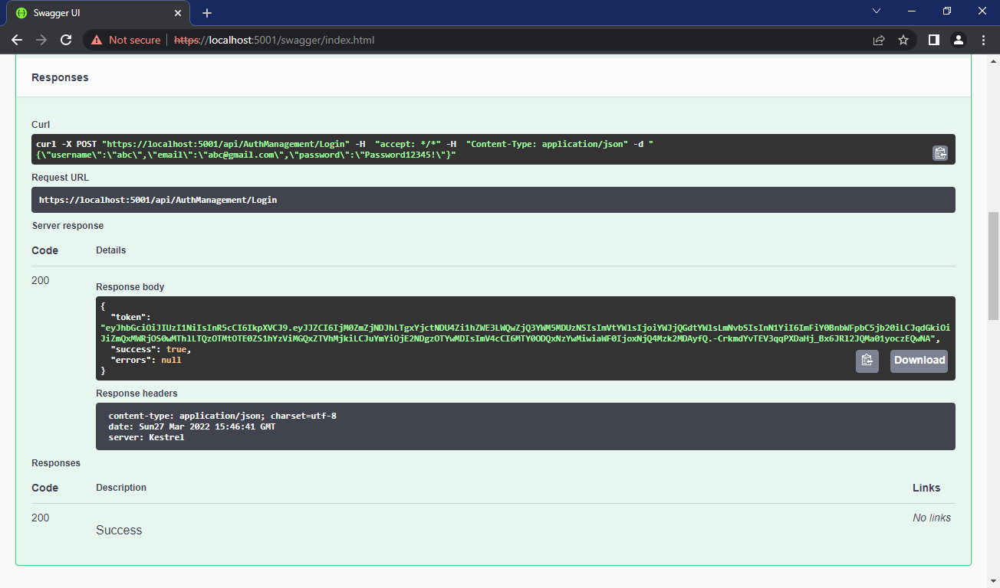 Swagger UI
Not secure
https://localhost:5001/swagger/index.html
Responses
Curl
curl -X POST "https://localhost:5001/api/AuthManagement/Login" -H  "accept: */*" -H  "Content-Type: application/json" -d "
{\"username\":\"abc\",\"email\":\"abc@gmail.com\",\"password\":\"Password12345!\"}"
Request URL
https://localhost:5001/api/AuthManagement/Login
Server response
Code Details
200
Response body
{
"token":
"eyJhbGciOiJIUzI1NiIsInR5cCI6IkpXVCJ9.eyJJZCI6IjM0ZmZjNDJhLTgxYjctNDU4Zi1hZWE3LWQwZjQ3YWM5MDUzNSIsImVtYWlsIjoiYWJjQGdtYWlsLmNvbSIsInN1YiI6ImFiY0BnbWFpbC5jb20iLCJqdGkiOi
JiZmQxMWRjOS0wMThlLTQzOTMtOTE0ZS1hYzViMGQxZTVhMjkiLCJuYmYiOjE2NDgzOTYwMDIsImV4cCI6MTY0ODQxNzYwMiwiaWF0IjoxNjQ4Mzk2MDAyfQ.-CrkmdYvTEV3qqPXDaHj_Bx6JRl2JQMa01yoczEQwNA",
"success": true,
"errors": null
}
Download
Response headers
content-type: application/json; charset=utf-8
date: Sun27 Mar 2022 15:46:41 GMT
server: Kestrel
Responses
Code Description Links
200 No links
Success